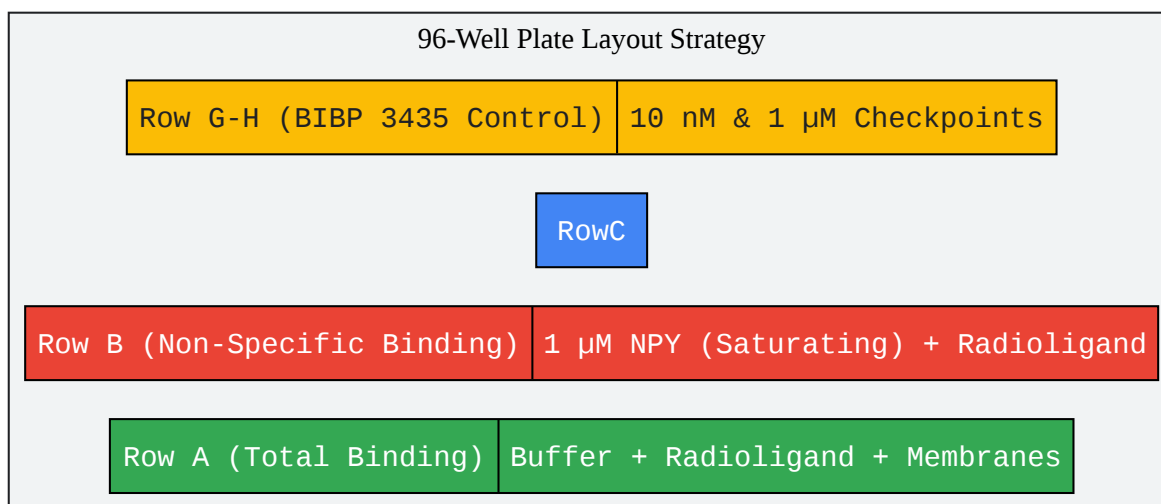 96-Well Plate Layout Strategy
Row G-H (BIBP 3435 Control) 10 nM & 1 µM Checkpoints
RowC
Row B (Non-Specific Binding) 1 µM NPY (Saturating) + Radioligand
Row A (Total Binding) Buffer + Radioligand + Membranes